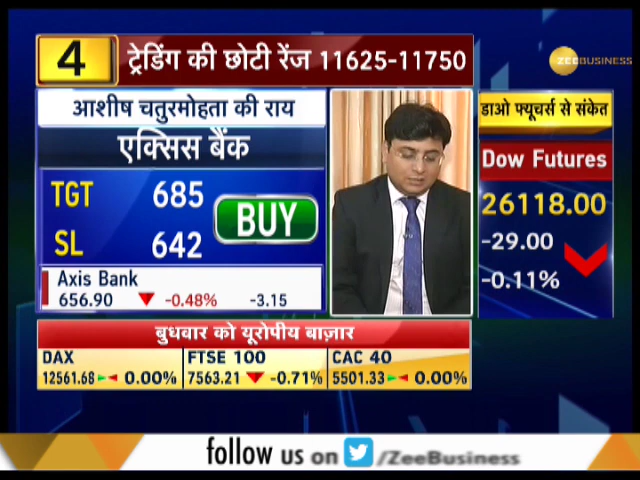 4 ट्रेडिंग की छोटी रेंज 11625-11750
ZEEBUSINESS
आशीष चतुरमोहता की राय
एक्सिस बैंक
TGT 685
SL 642
BUY
Axis Bank
656.90 -0.48% -3.15
डाओ फ्यूचर्स से संकेत
Dow Futures
26118.00
-29.00
-0.11%
बुधवार को यूरोपीय बाज़ार
DAX FTSE 100 CAC 40
12561.68 0.00% 7563.21 -0.71% 5501.33 0.00%
follow us on /ZeeBusiness